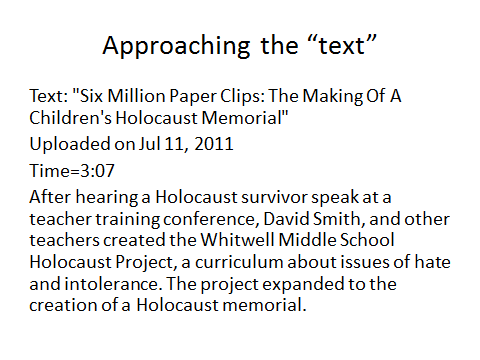 Approaching the “text”
Text: "Six Million Paper Clips: The Making Of A
Children's Holocaust Memorial"
Uploaded on Jul 11, 2011
Time=3:07
After hearing a Holocaust survivor speak at a
teacher training conference, David Smith, and other
teachers created the Whitwell Middle School
Holocaust Project, a curriculum about issues of hate
and intolerance. The project expanded to the
creation of a Holocaust memorial.